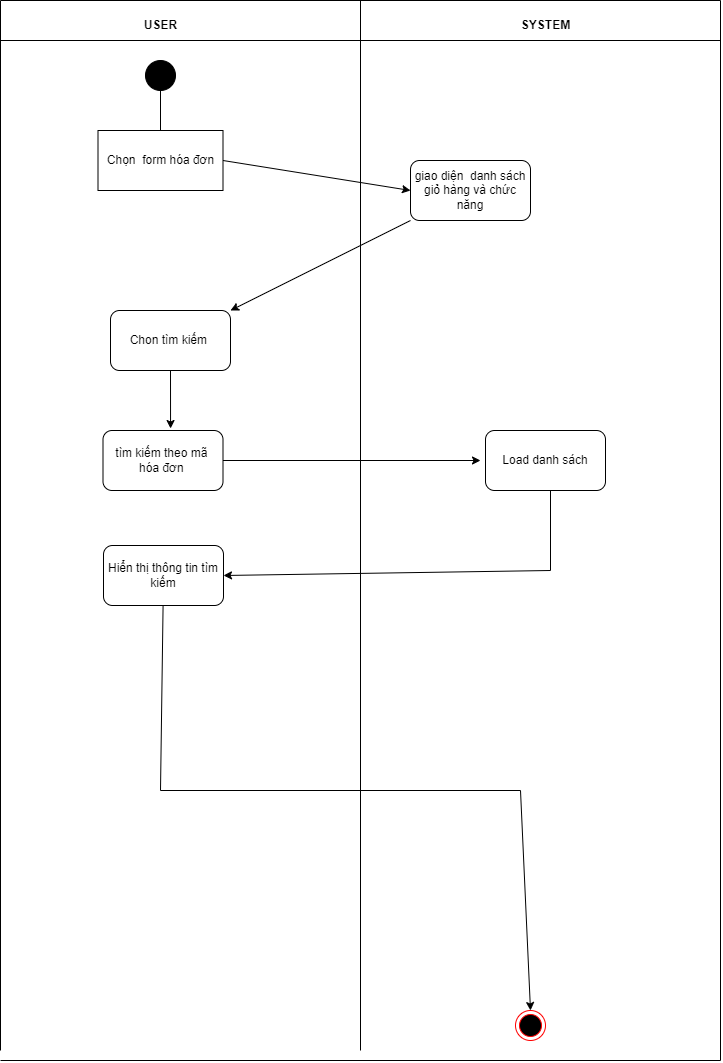 USER
SYSTEM
Chọn form hóa đơn
giao diện danh sách
giỏ hàng và chức
năng
Chon tìm kiếm
tìm kiếm theo mã
hóa đơn
Load danh sách
Hiển thị thông tin tìm
kiếm